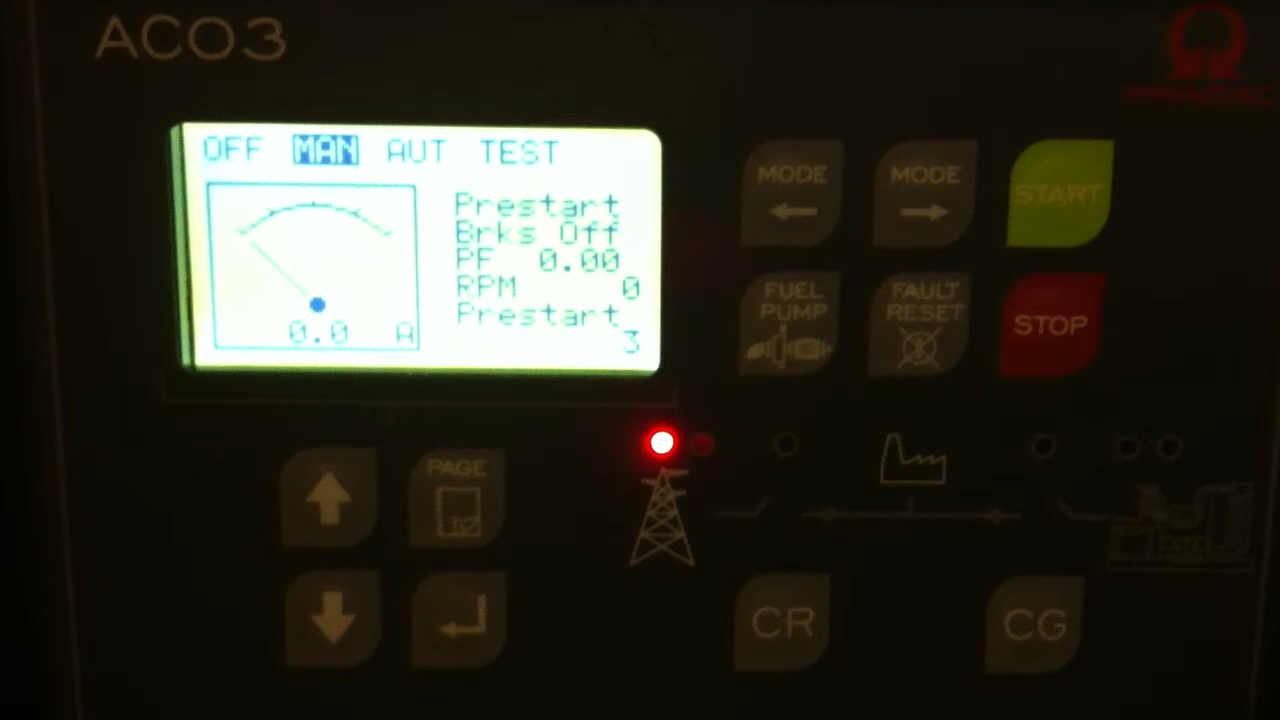 ACO3
OFF MAN AUT TEST
Prestart
Brks Off
PF 0.00
RPM 0
Prestart
3
0.0 A
MODE
MODE
START
FUEL
PUMP
FAULT
RESET
STOP
PAGE
CR
CG